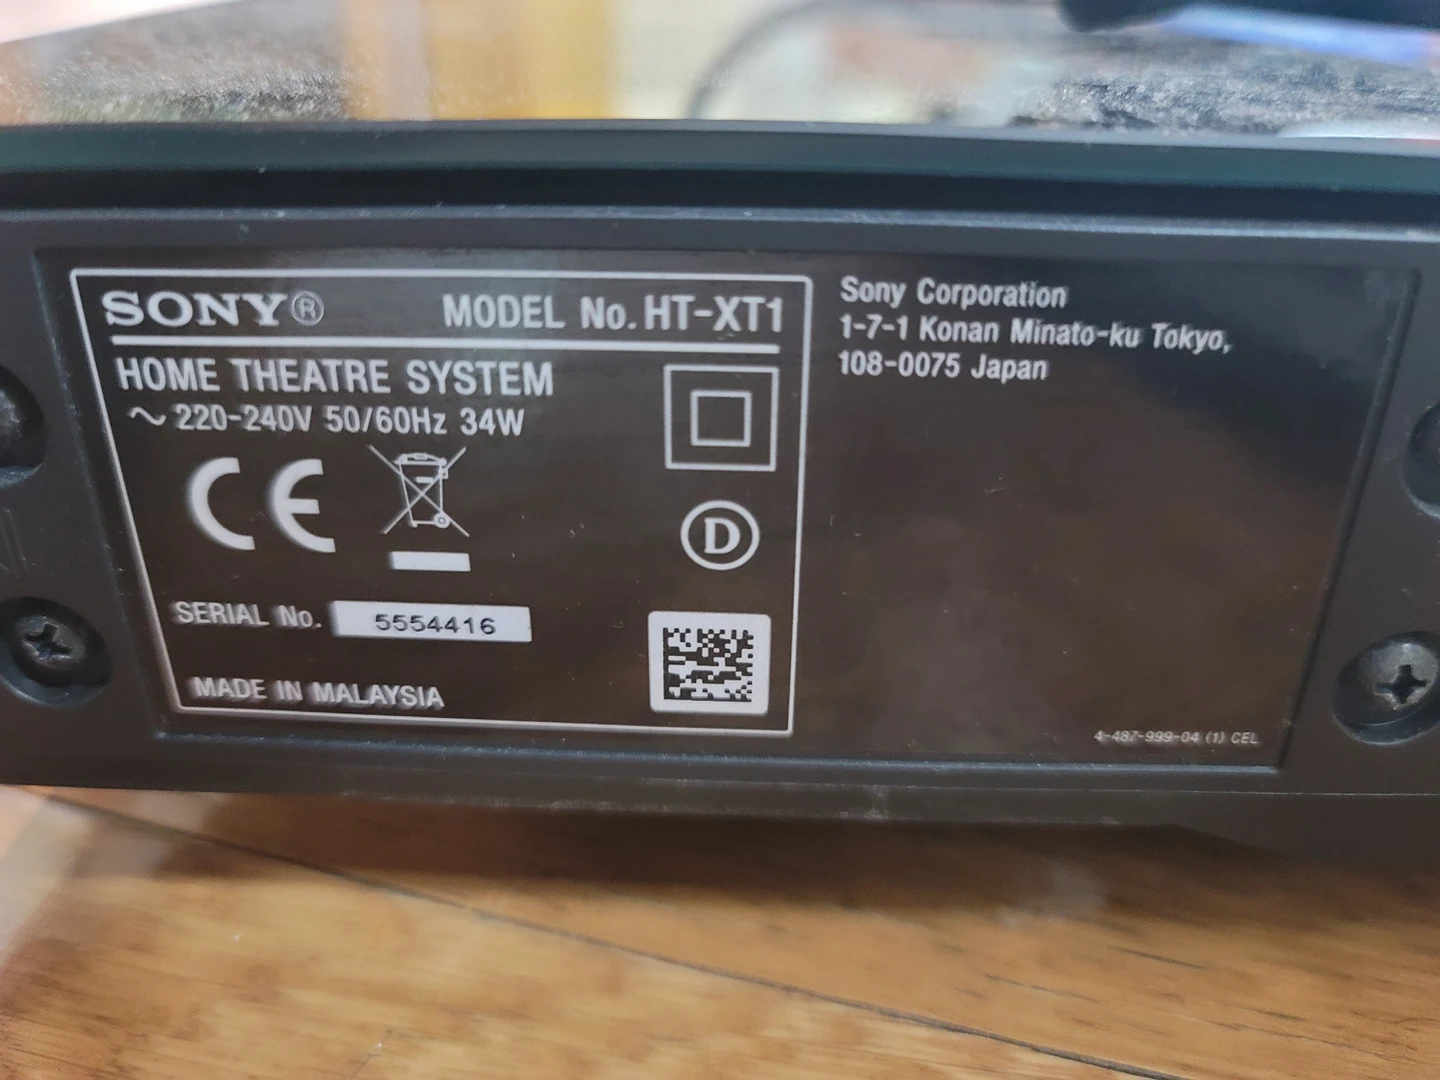 SONY® MODEL No. HT-XT1
HOME THEATRE SYSTEM
~ 220-240V 50/60Hz 34W
CE
D
SERIAL No. 5554416
MADE IN MALAYSIA
Sony Corporation
1-7-1 Konan Minato-ku Tokyo,
108-0075 Japan
4-487-999-04 (1) CEL